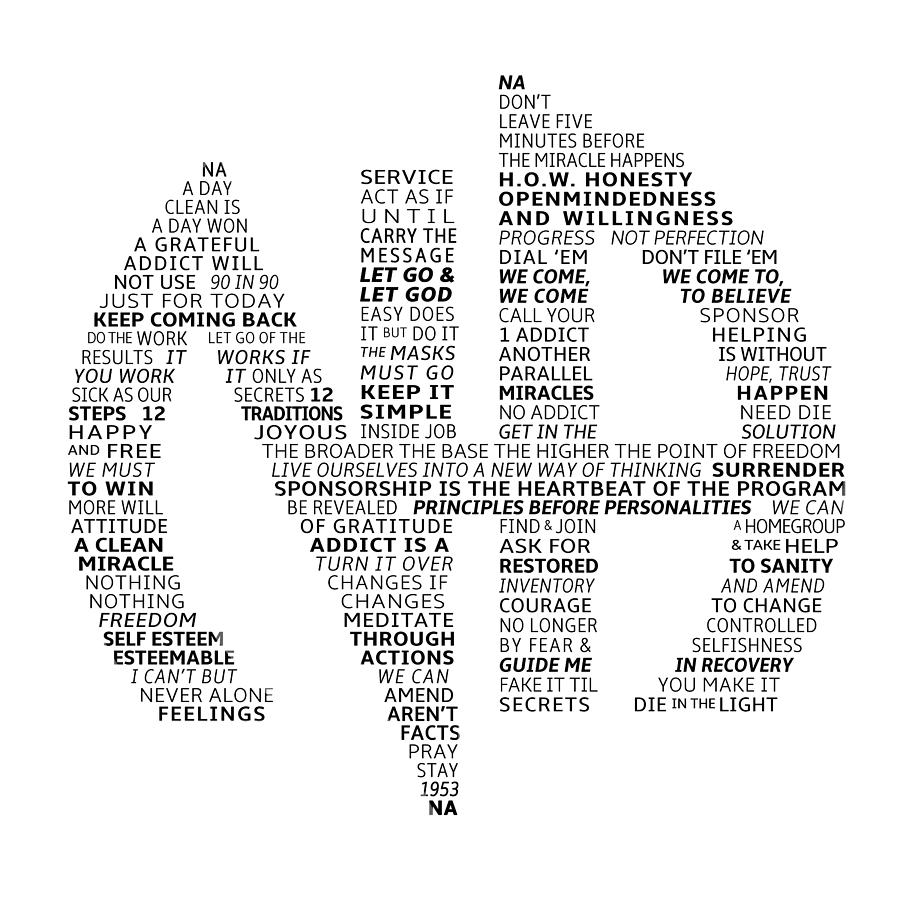 NA
A DAY
CLEAN IS
A DAY WON
A GRATEFUL
ADDICT WILL
NOT USE 90 IN 90
JUST FOR TODAY
KEEP COMING BACK
DO THE WORK LET GO OF THE
RESULTS IT WORKS IF
YOU WORK IT ONLY AS
SICK AS OUR SECRETS 12
STEPS 12 TRADITIONS
HAPPY JOYOUS
SERVICE
ACT AS IF
UNTIL
CARRY THE
MESSAGE
LET GO &
LET GOD
EASY DOES
IT BUT DO IT
THE MASKS
MUST GO
KEEP IT
SIMPLE
INSIDE JOB
NA
DON'T
LEAVE FIVE
MINUTES BEFORE
THE MIRACLE HAPPENS
H.O.W. HONESTY
OPENMINDEDNESS
AND WILLINGNESS
PROGRESS NOT PERFECTION
DIAL 'EM DON'T FILE 'EM
WE COME, WE COME TO,
WE COME TO BELIEVE
CALL YOUR SPONSOR
1 ADDICT HELPING
ANOTHER IS WITHOUT
PARALLEL HOPE, TRUST
MIRACLES HAPPEN
NO ADDICT NEED DIE
GET IN THE SOLUTION
AND FREE THE BROADER THE BASE THE HIGHER THE POINT OF FREEDOM
WE MUST LIVE OURSELVES INTO A NEW WAY OF THINKING SURRENDER
TO WIN SPONSORSHIP IS THE HEARTBEAT OF THE PROGRAM
MORE WILL BE REVEALED PRINCIPLES BEFORE PERSONALITIES WE CAN
ATTITUDE OF GRATITUDE
A CLEAN ADDICT IS A
MIRACLE TURN IT OVER
NOTHING CHANGES IF
NOTHING CHANGES
FREEDOM MEDITATE
SELF ESTEEM THROUGH
ESTEEMABLE ACTIONS
I CAN'T BUT WE CAN
NEVER ALONE AMEND
FEELINGS AREN'T
FACTS
PRAY
STAY
1953
NA
FIND & JOIN A HOMEGROUP
ASK FOR & TAKE HELP
RESTORED TO SANITY
INVENTORY AND AMEND
COURAGE TO CHANGE
NO LONGER CONTROLLED
BY FEAR & SELFISHNESS
GUIDE ME IN RECOVERY
FAKE IT TIL YOU MAKE IT
SECRETS DIE IN THE LIGHT